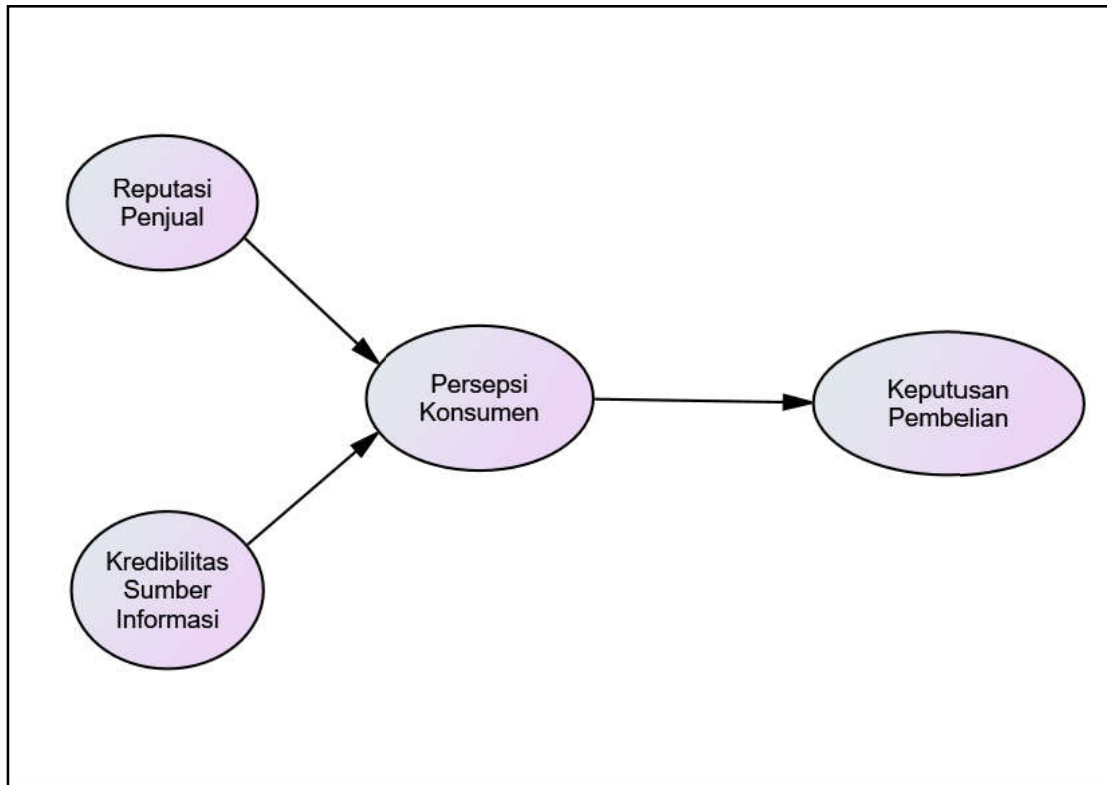 Reputasi
Penjual
Persepsi
Konsumen
Keputusan
Pembelian
Kredibilitas
Sumber
Informasi